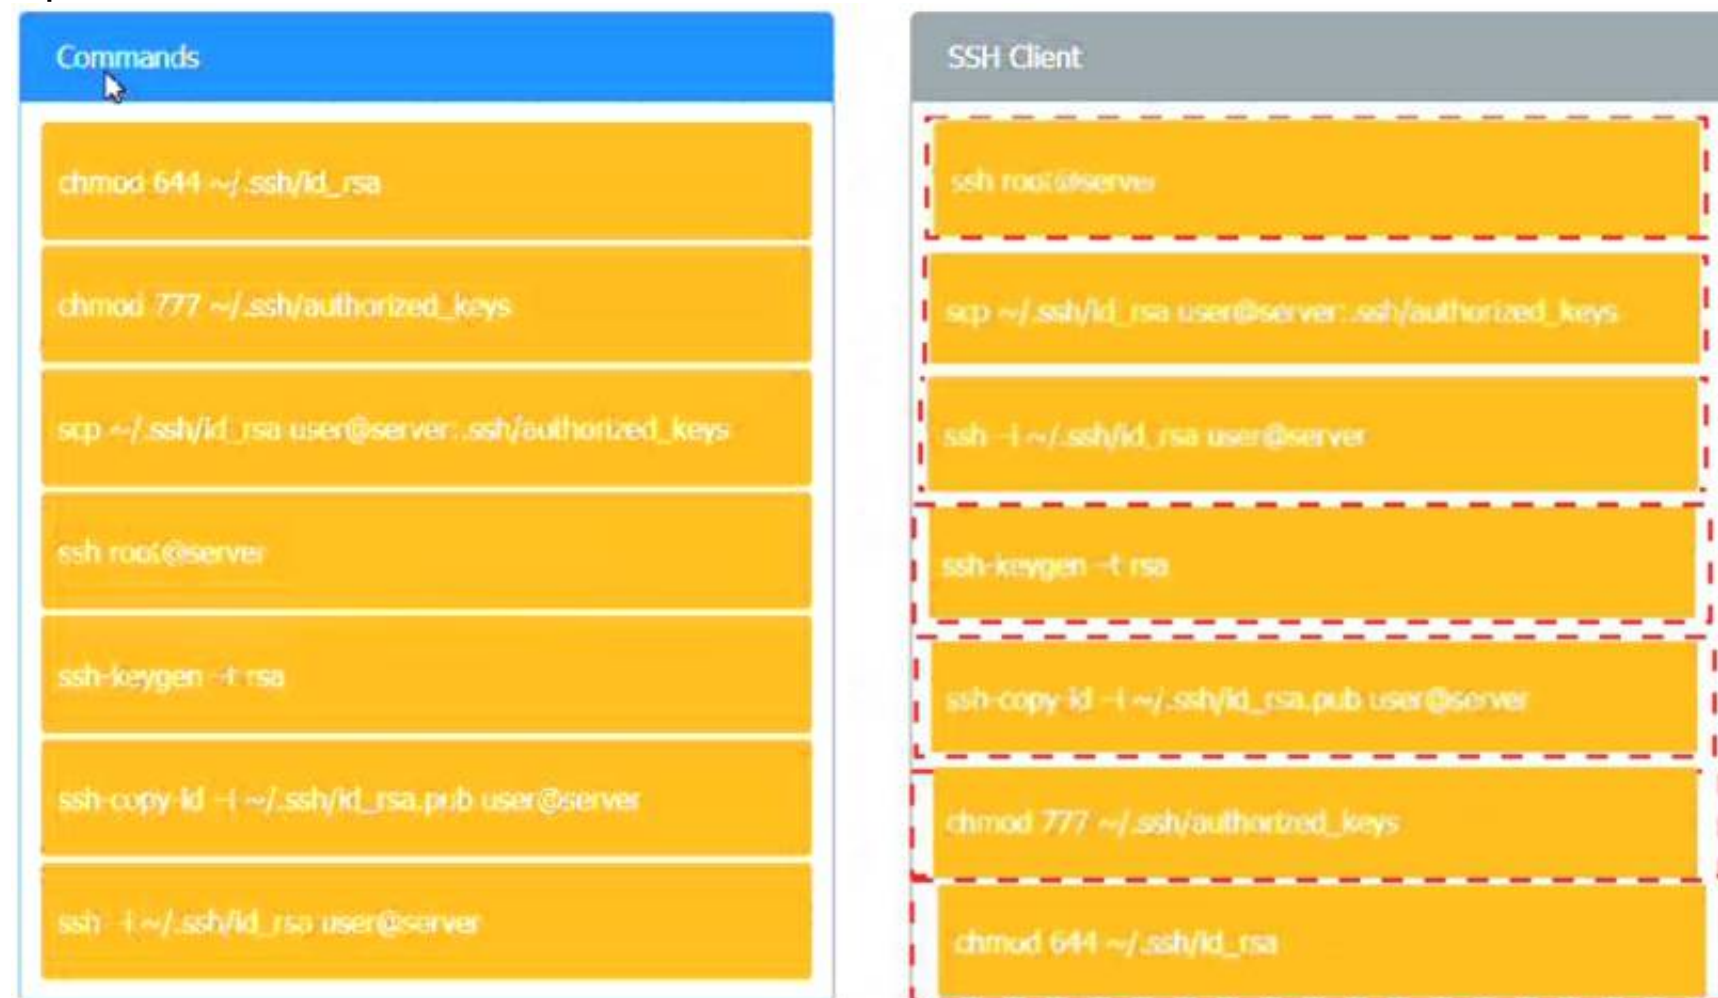 Commands
chmod 644 ~/.ssh/id_rsa
chmod 777 ~/.ssh/authorized_keys
scp ~/.ssh/id_rsa user@server:.ssh/authorized_keys
ssh root@server
ssh-keygen -t rsa
ssh-copy-id -i ~/.ssh/id_rsa.pub user@server
ssh -i ~/.ssh/id_rsa user@server
SSH Client
ssh root@server
scp ~/.ssh/id_rsa user@server:.ssh/authorized_keys
ssh -i ~/.ssh/id_rsa user@server
ssh-keygen -t rsa
ssh-copy-id -i ~/.ssh/id_rsa.pub user@server
chmod 777 ~/.ssh/authorized_keys
chmod 644 ~/.ssh/id_rsa